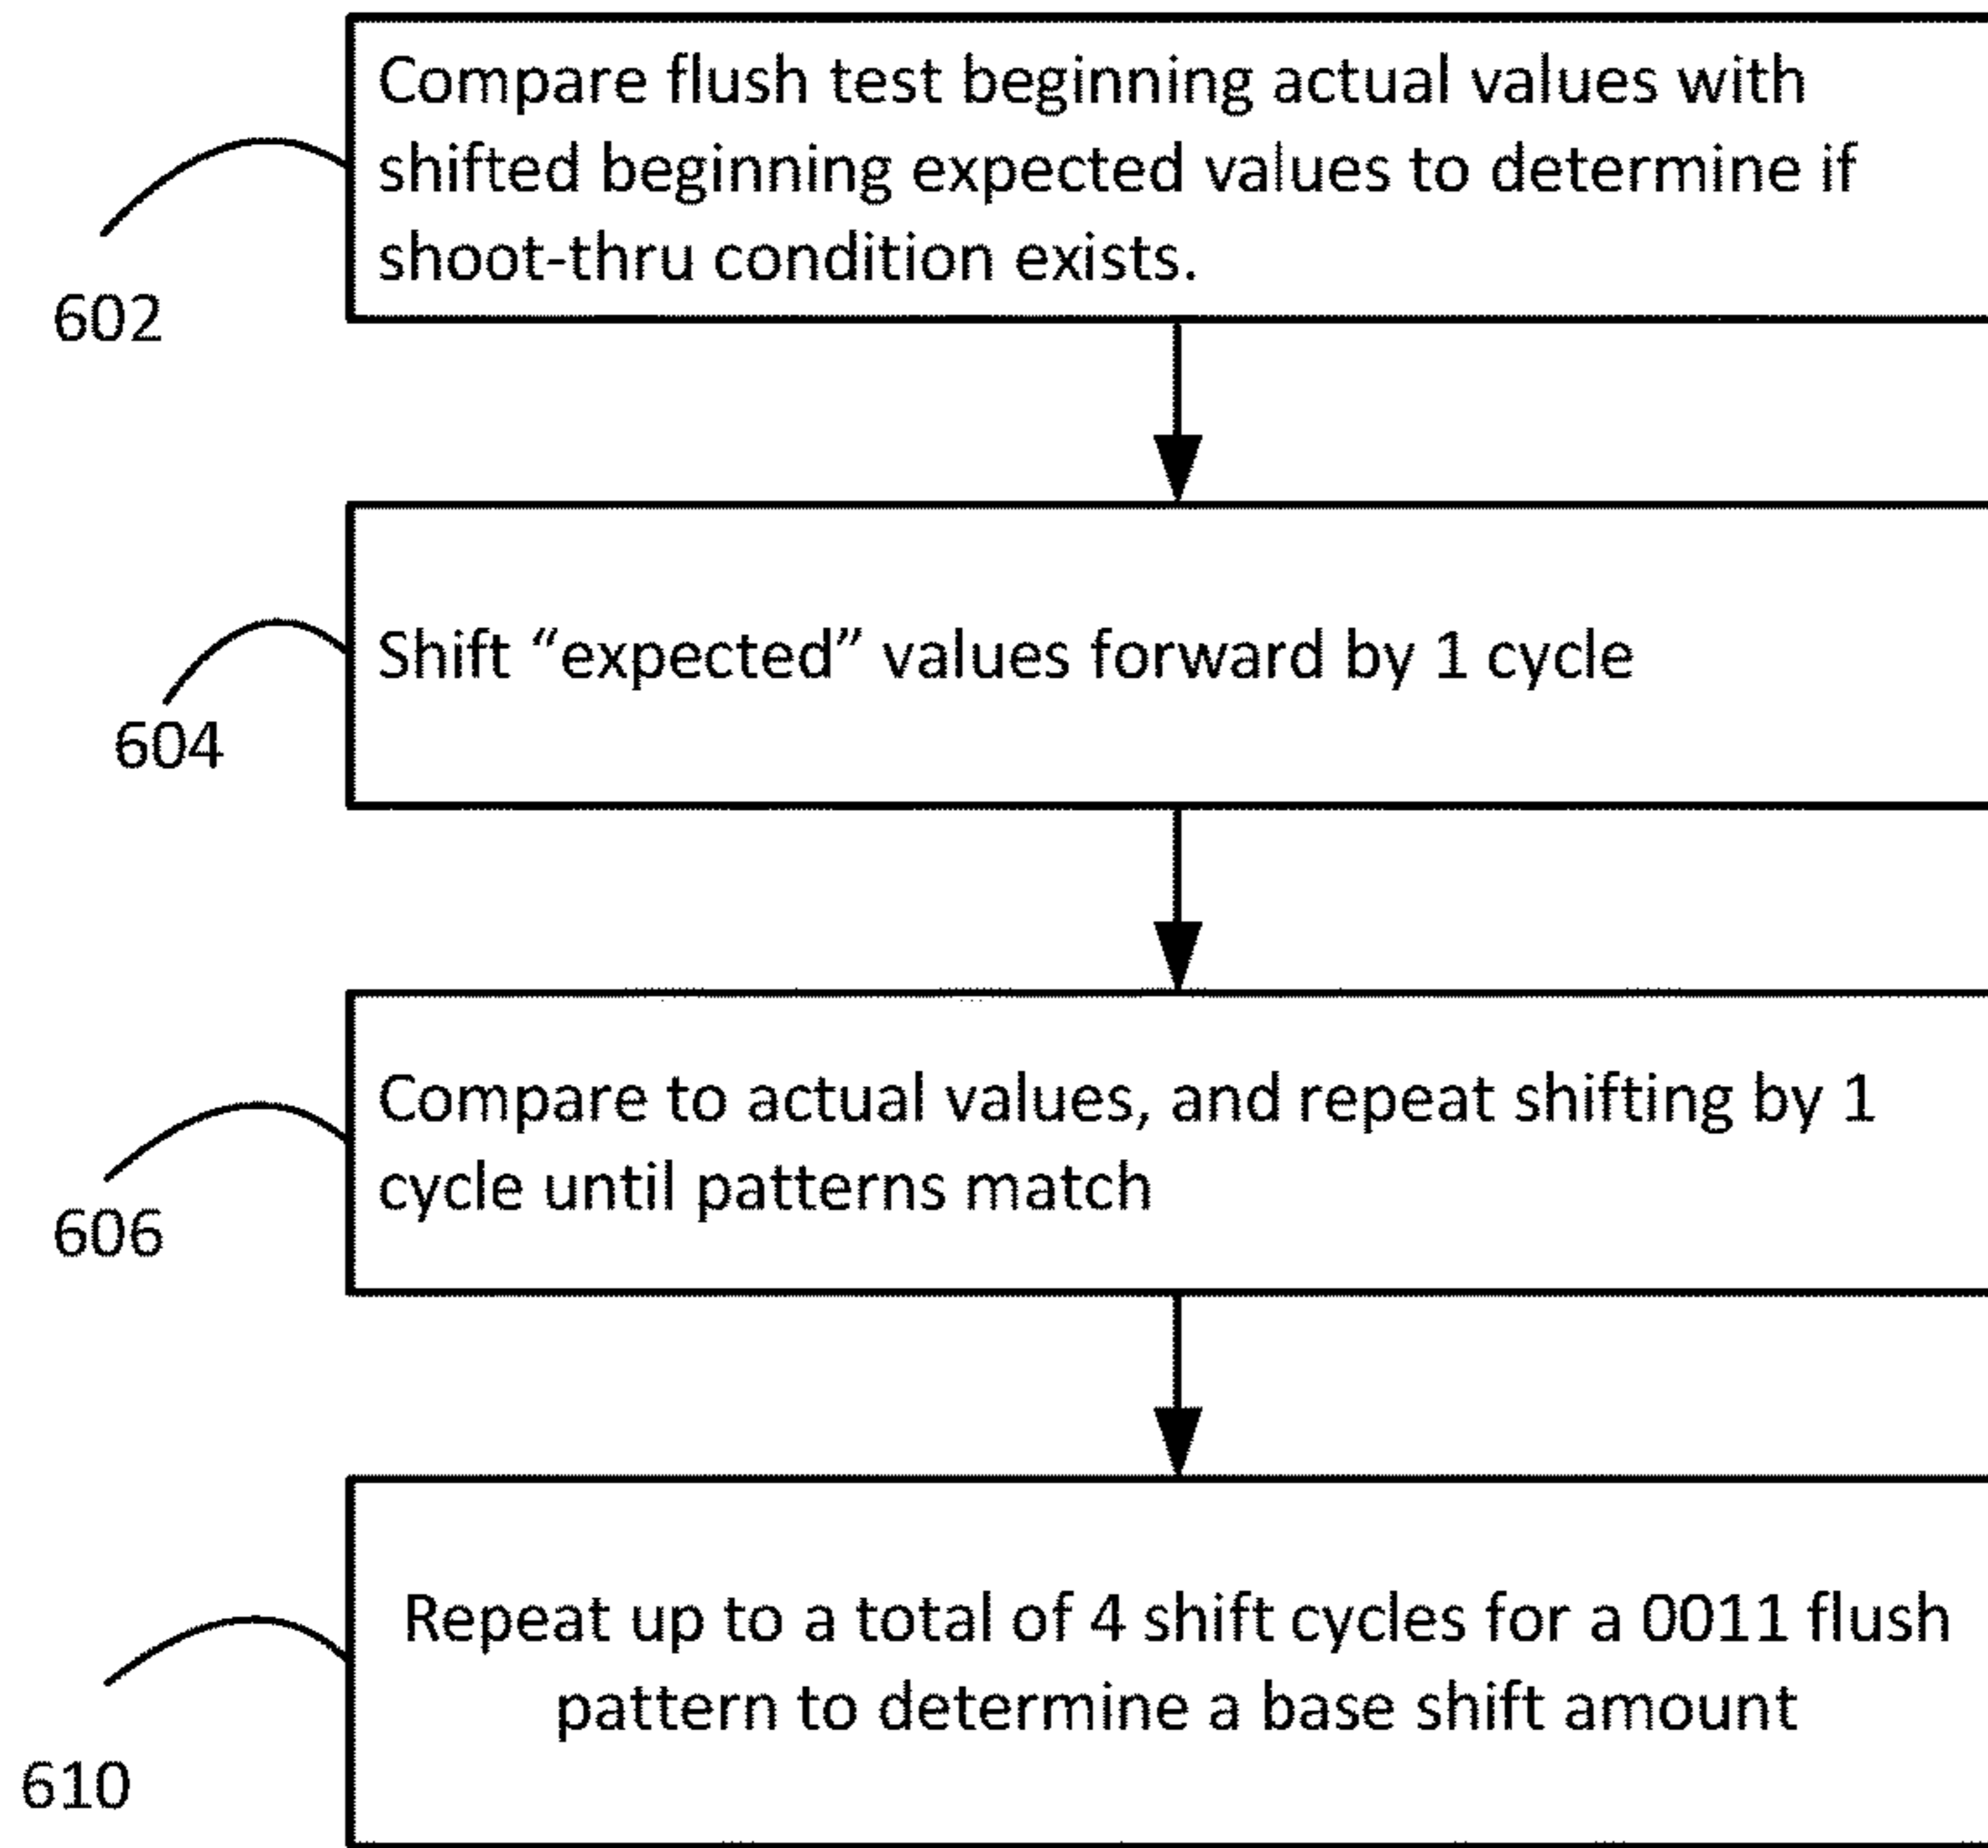 Compare flush test beginning actual values with
shifted beginning expected values to determine if
shoot-thru condition exists.
602
Shift “expected” values forward by 1 cycle
604
Compare to actual values, and repeat shifting by 1
cycle until patterns match
606
Repeat up to a total of 4 shift cycles for a 0011 flush
pattern to determine a base shift amount
610